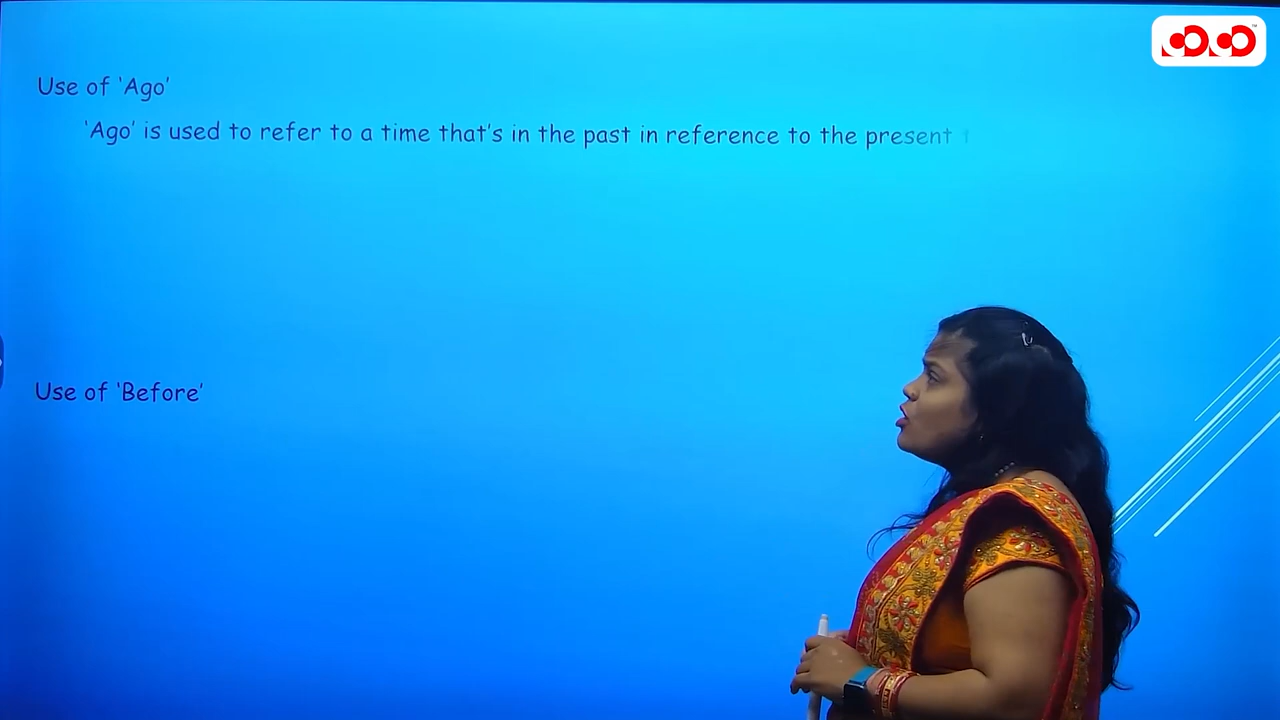 Use of 'Ago'
'Ago' is used to refer to a time that's in the past in reference to the present
Use of 'Before'